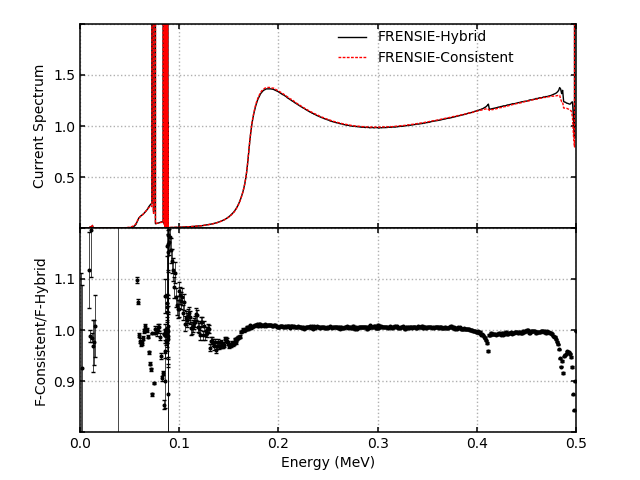 FRENSIE-Hybrid
FRENSIE-Consistent
Current Spectrum
1.5
1.0
0.5
F-Consistent/F-Hybrid
1.1
1.0
0.9
0.0 0.1 0.2 0.3 0.4 0.5
Energy (MeV)